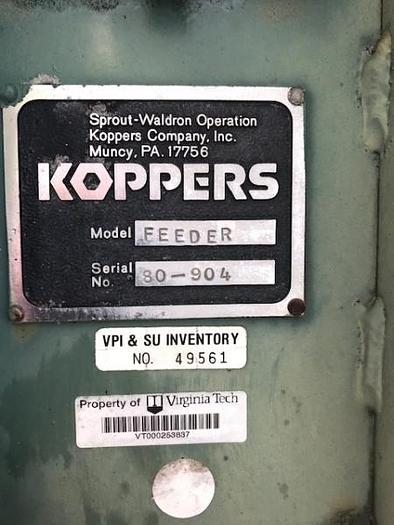 Sprout-Waldron Operation
Koppers Company, Inc.
Muncy, PA. 17756
KOPPERS
Model FEEDER
Serial No. 80-904
VPI & SU INVENTORY
NO. 49561
Property of Virginia Tech
VT000253837